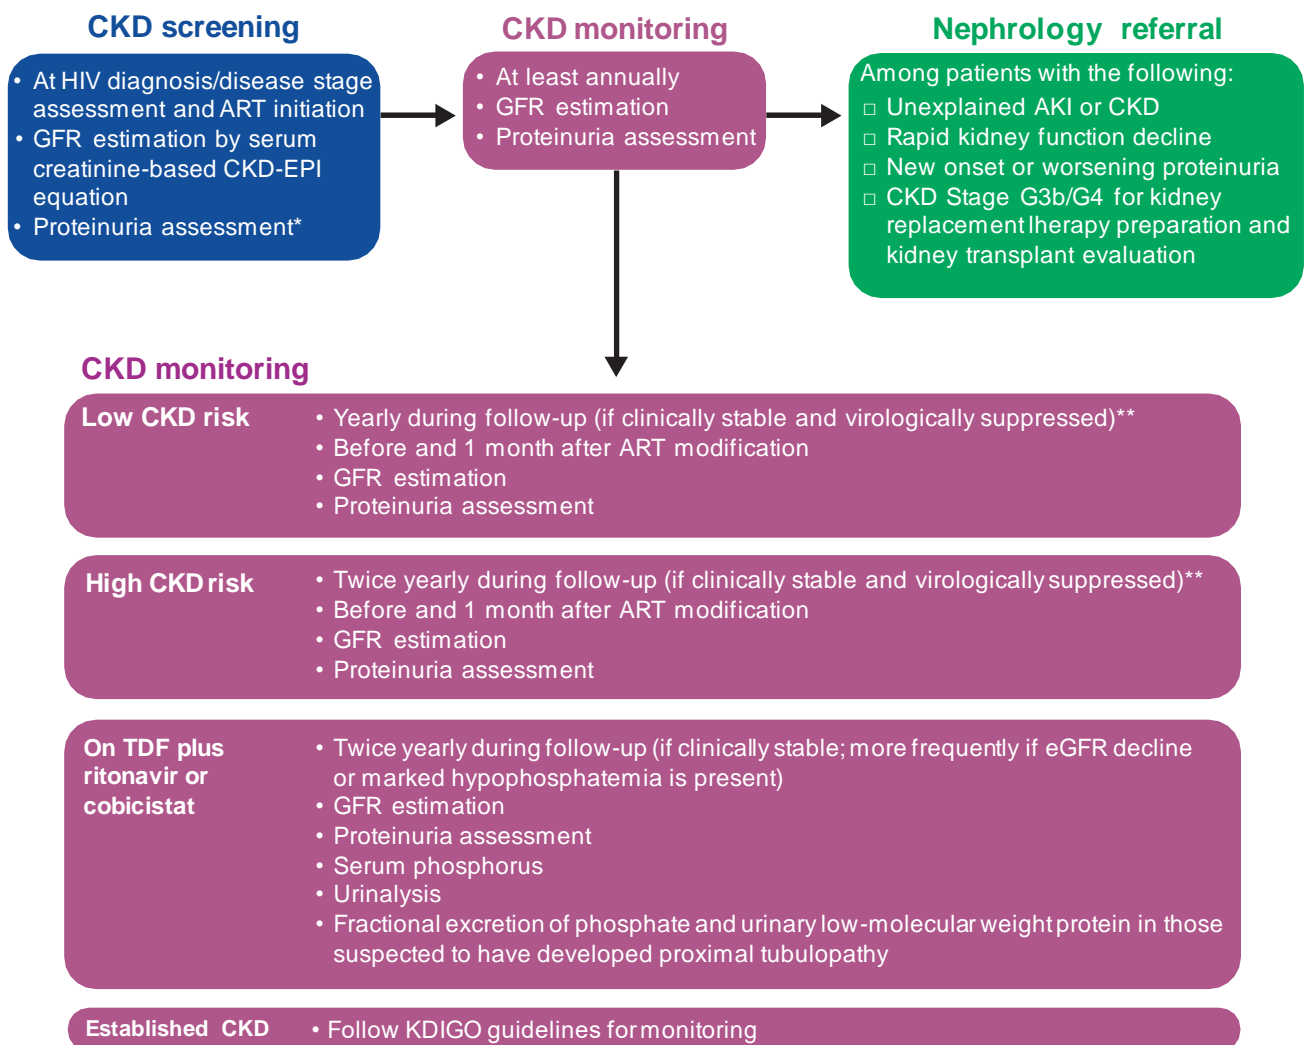 CKD screening
• At HIV diagnosis/disease stage
assessment and ART initiation
• GFR estimation by serum
creatinine-based CKD-EPI
equation
• Proteinuria assessment*
CKD monitoring
• At least annually
• GFR estimation
• Proteinuria assessment
Nephrology referral
Among patients with the following:
□ Unexplained AKI or CKD
□ Rapid kidney function decline
□ New onset or worsening proteinuria
□ CKD Stage G3b/G4 for kidney
replacement lherapy preparation and
kidney transplant evaluation
CKD monitoring
Low CKD risk
• Yearly during follow-up (if clinically stable and virologically suppressed)**
• Before and 1 month after ART modification
• GFR estimation
• Proteinuria assessment
High CKD risk
• Twice yearly during follow-up (if clinically stable and virologically suppressed)**
• Before and 1 month after ART modification
• GFR estimation
• Proteinuria assessment
On TDF plus
ritonavir or
cobicistat
• Twice yearly during follow-up (if clinically stable; more frequently if eGFR decline
or marked hypophosphatemia is present)
• GFR estimation
• Proteinuria assessment
• Serum phosphorus
• Urinalysis
• Fractional excretion of phosphate and urinary low-molecular weight protein in those
suspected to have developed proximal tubulopathy
Established CKD
• Follow KDIGO guidelines for monitoring